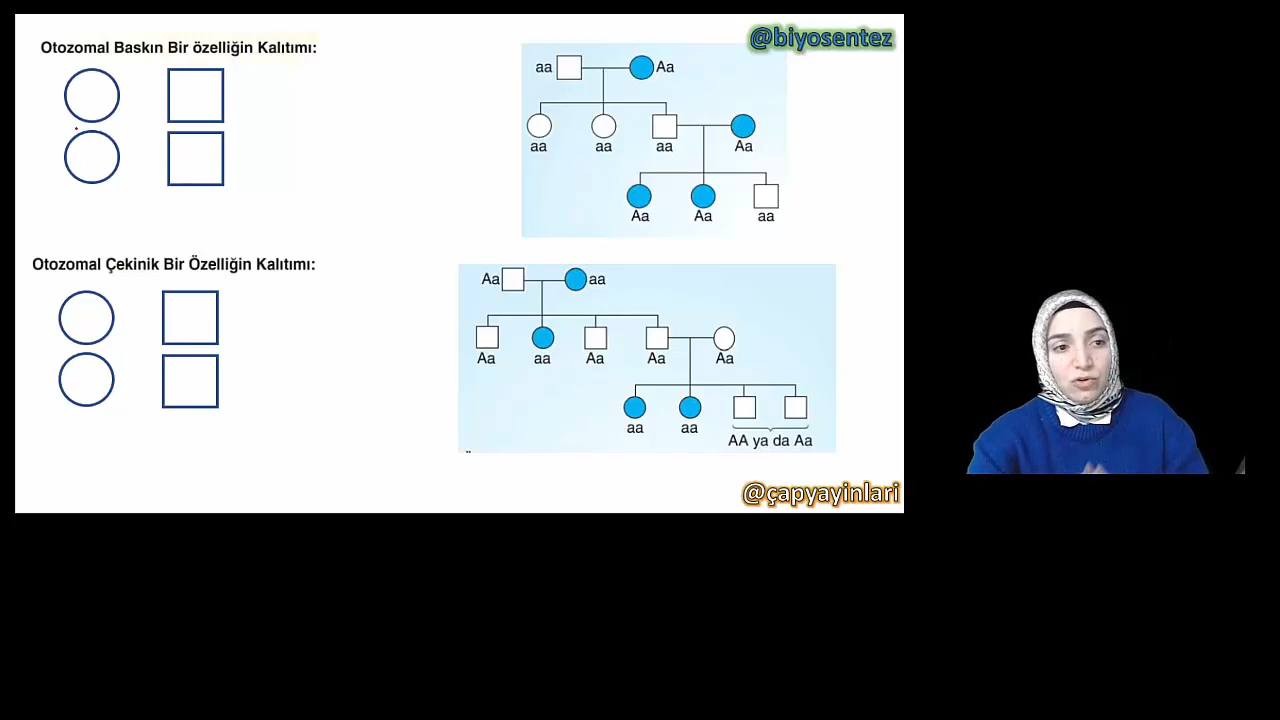 @biyosentez
Otozomal Baskın Bir özelliğin Kalıtımı:
aa Aa
aa aa aa Aa
Aa Aa aa
Otozomal Çekinik Bir Özelliğin Kalıtımı:
Aa aa
Aa aa Aa Aa Aa
aa aa AA ya da Aa
@çapyayinlari